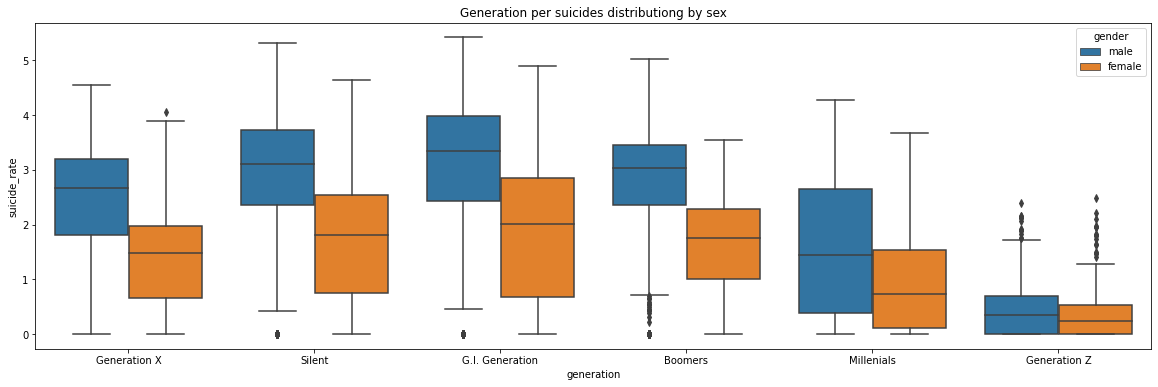 Generation per suicides distributiong by sex
gender
male
female
5
4
3
2
1
0
suicide_rate
Generation X
Silent
G.I. Generation
Boomers
Millenials
Generation Z
generation